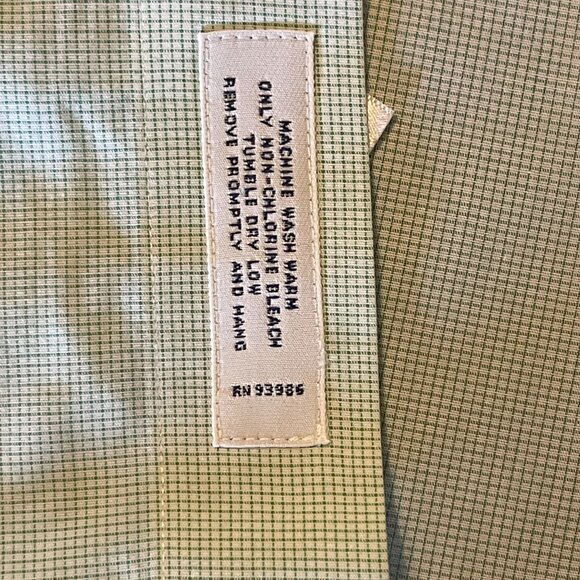 MACHINE WASH WARM
ONLY NON-CHLORINE BLEACH
TUMBLE DRY LOW
REMOVE PROMPTLY AND HANG
RN 93986